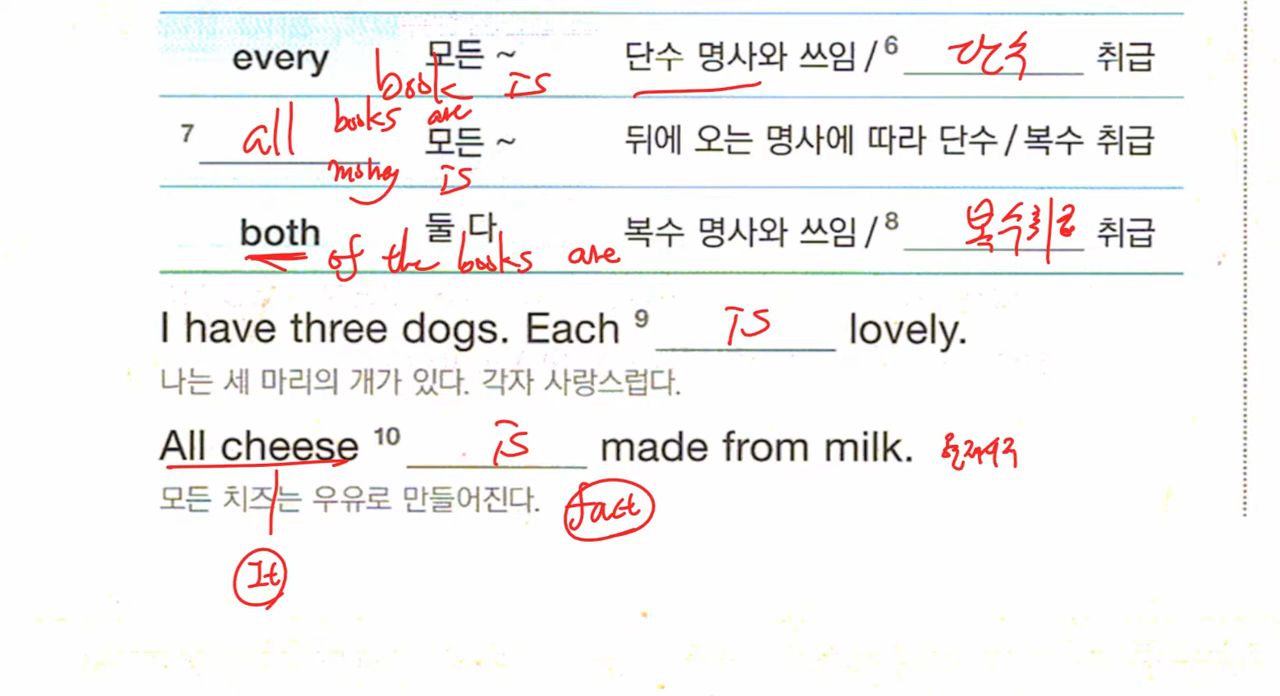 every 모든 ~ 단수 명사와 쓰임 / 6 단수 취급
book is
books are
7 all 모든 ~ 뒤에 오는 명사에 따라 단수 / 복수 취급
money is
both 둘 다 복수 명사와 쓰임 / 8 복수취급 취급
of the books are
I have three dogs. Each 9 is lovely.
나는 세 마리의 개가 있다. 각자 사랑스럽다.
All cheese 10 is made from milk.
모든 치즈는 우유로 만들어진다. fact
It